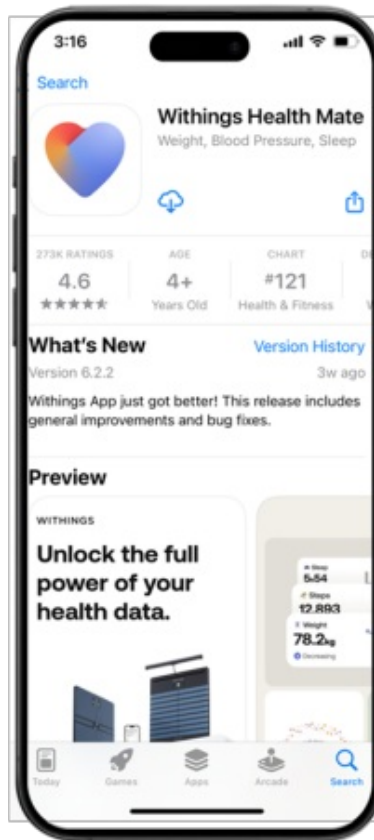 3:16
Search
Withings Health Mate
Weight, Blood Pressure, Sleep
273K RATINGS
4.6
AGE
4+
Years Old
CHART
#121
Health & Fitness
What's New
Version History
Version 6.2.2
3w ago
Withings App just got better! This release includes
general improvements and bug fixes.
Preview
WITHINGS
Unlock the full
power of your
health data.
Sleep
5h54
Steps
12,893
Weight
78.2kg
Decreasing
Today
Games
Apps
Arcade
Search